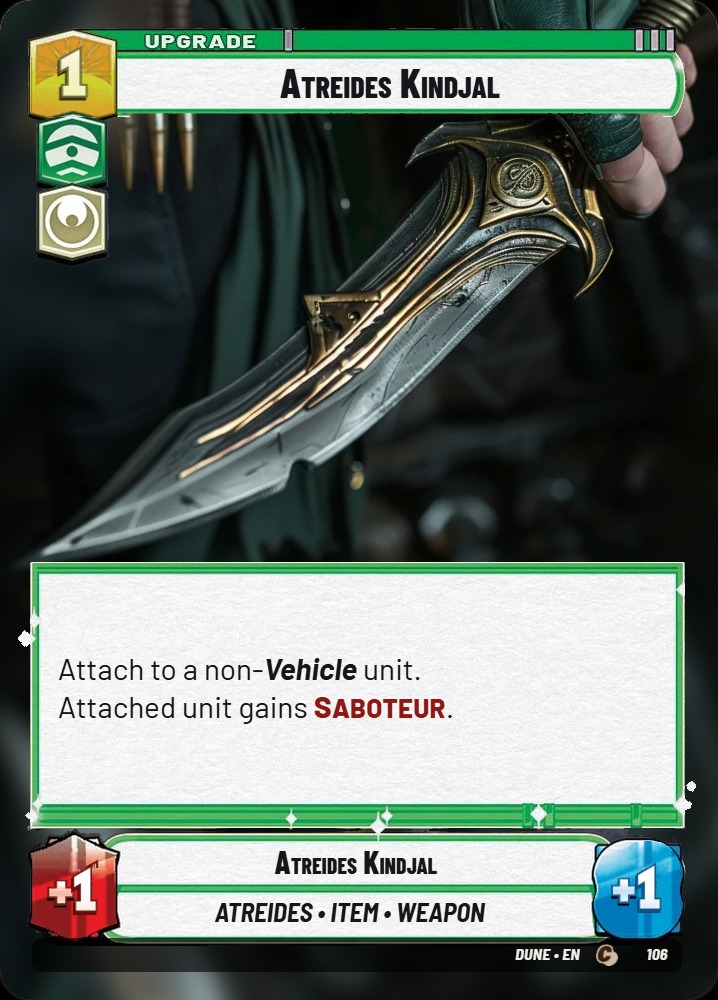 UPGRADE
1
Atreides Kindjal
Attach to a non-Vehicle unit.
Attached unit gains SABOTEUR.
+1
Atreides Kindjal
ATREIDES • ITEM • WEAPON
+1
DUNE • EN C 106